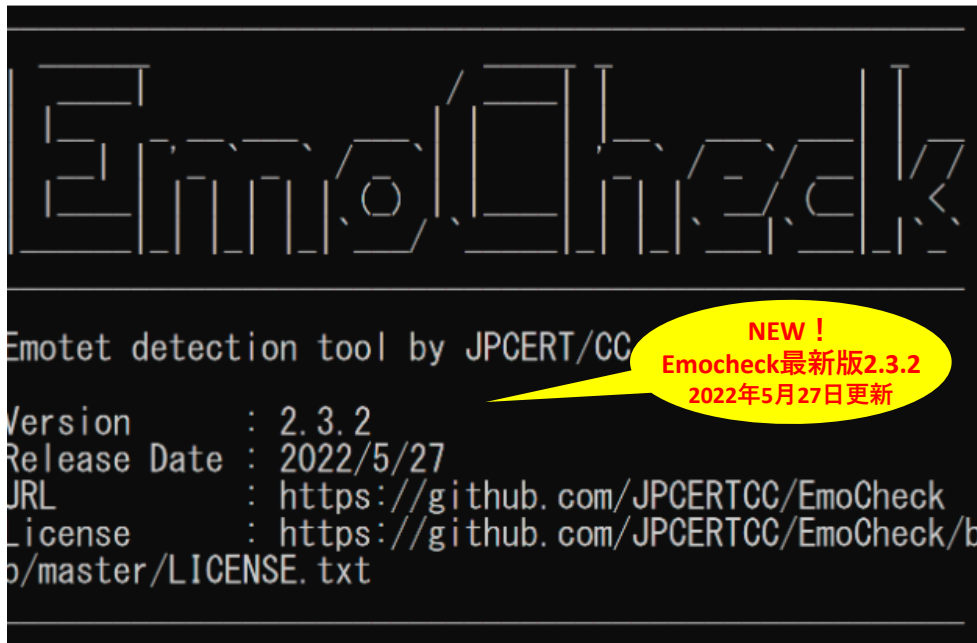 EmoCheck
Emotet detection tool by JPCERT/CC
NEW！
Emocheck最新版2.3.2
2022年5月27日更新
Version : 2.3.2
Release Date : 2022/5/27
URL : https://github.com/JPCERTCC/EmoCheck
License : https://github.com/JPCERTCC/EmoCheck/b
b/master/LICENSE.txt